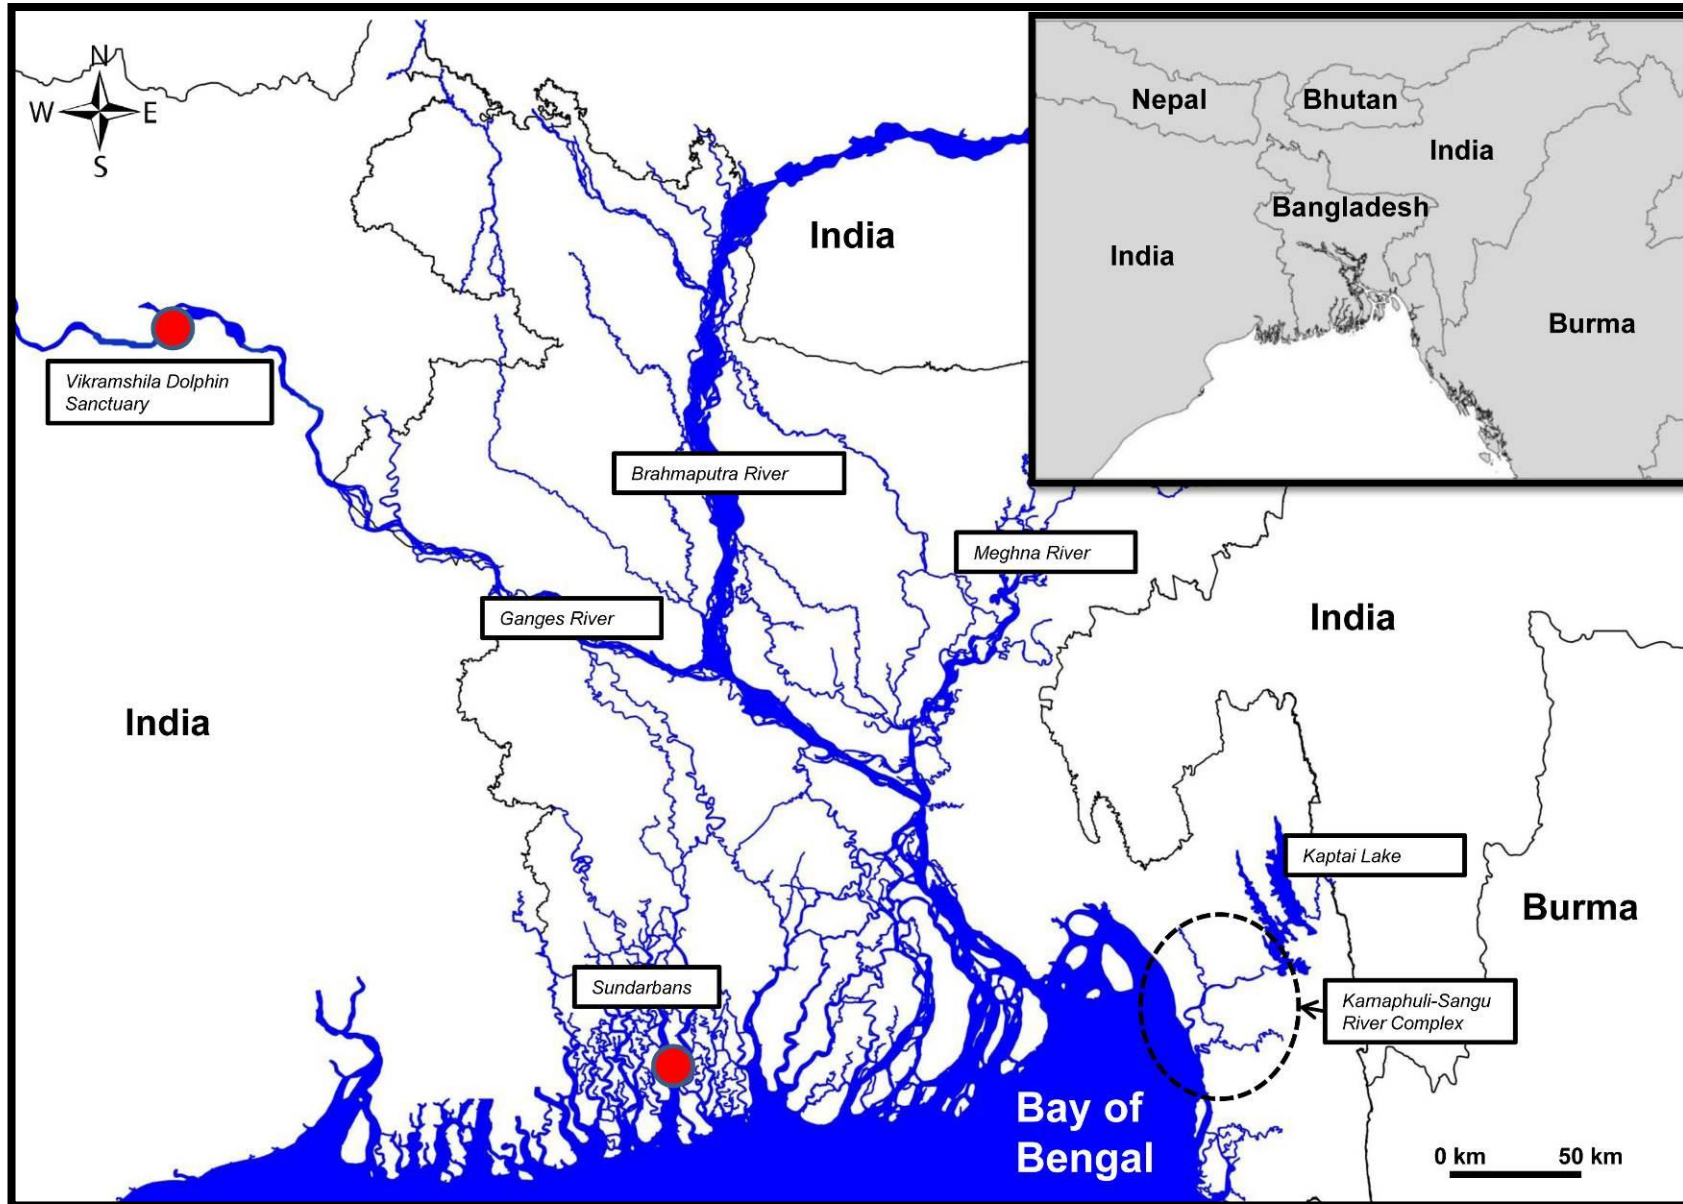 N
W
E
S
Nepal
Bhutan
India
Bangladesh
India
Burma
India
Vikramshila Dolphin
Sanctuary
Brahmaputra River
Meghna River
Ganges River
India
India
Kaptai Lake
Burma
Sundarbans
Karnaphuli-Sangu
River Complex
Bay of
Bengal
0 km
50 km